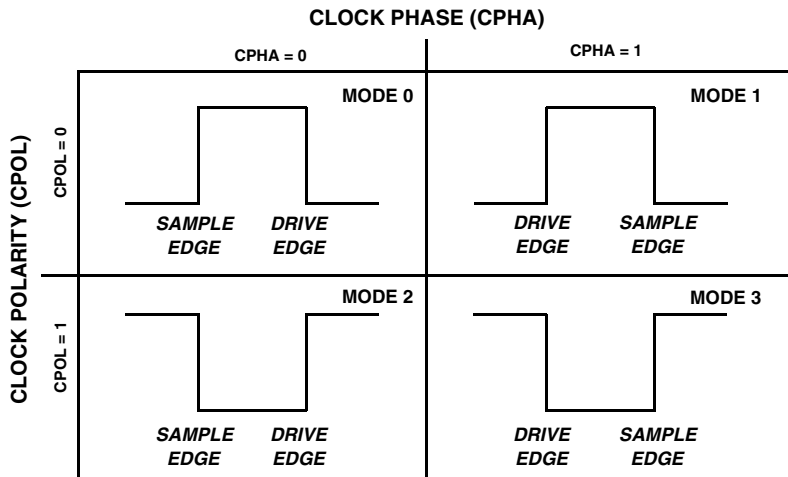 CLOCK PHASE (CPHA)
CPHA = 0
CPHA = 1
CLOCK POLARITY (CPOL)
CPOL = 0
MODE 0
SAMPLE
EDGE
DRIVE
EDGE
MODE 1
DRIVE
EDGE
SAMPLE
EDGE
CPOL = 1
MODE 2
SAMPLE
EDGE
DRIVE
EDGE
MODE 3
DRIVE
EDGE
SAMPLE
EDGE